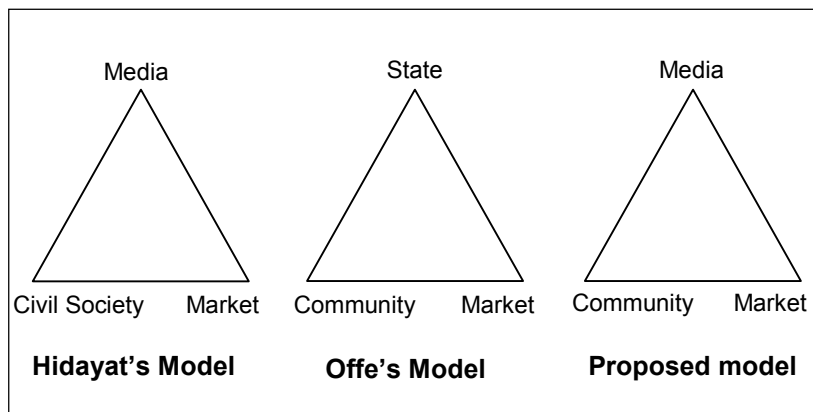 Media State Media
Civil Society Market Community Market Community Market
Hidayat’s Model Offe’s Model Proposed model